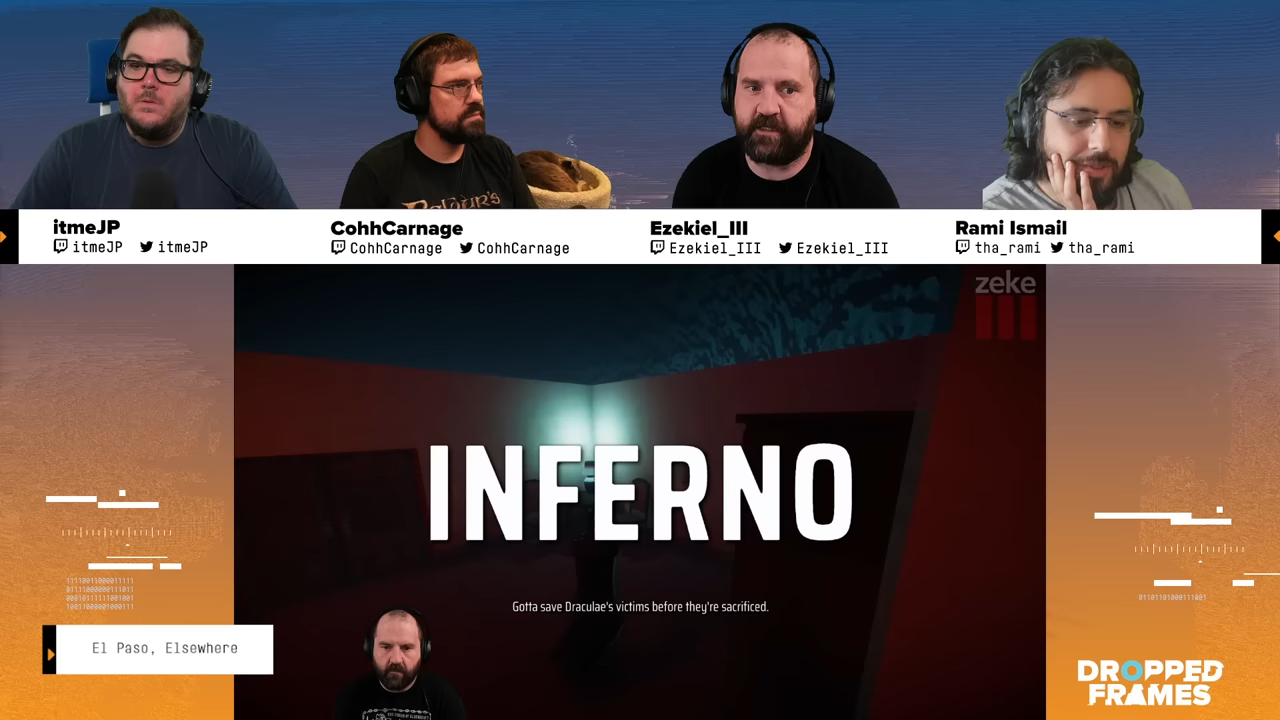 itmeJP
itmeJP itmeJP
CohhCarnage
CohhCarnage CohhCarnage
Ezekiel_III
Ezekiel_III Ezekiel_III
Rami Ismail
tha_rami tha_rami
zeke
III
INFERNO
Gotta save Draculae's victims before they're sacrificed.
El Paso, Elsewhere
DROPPED
FRAMES